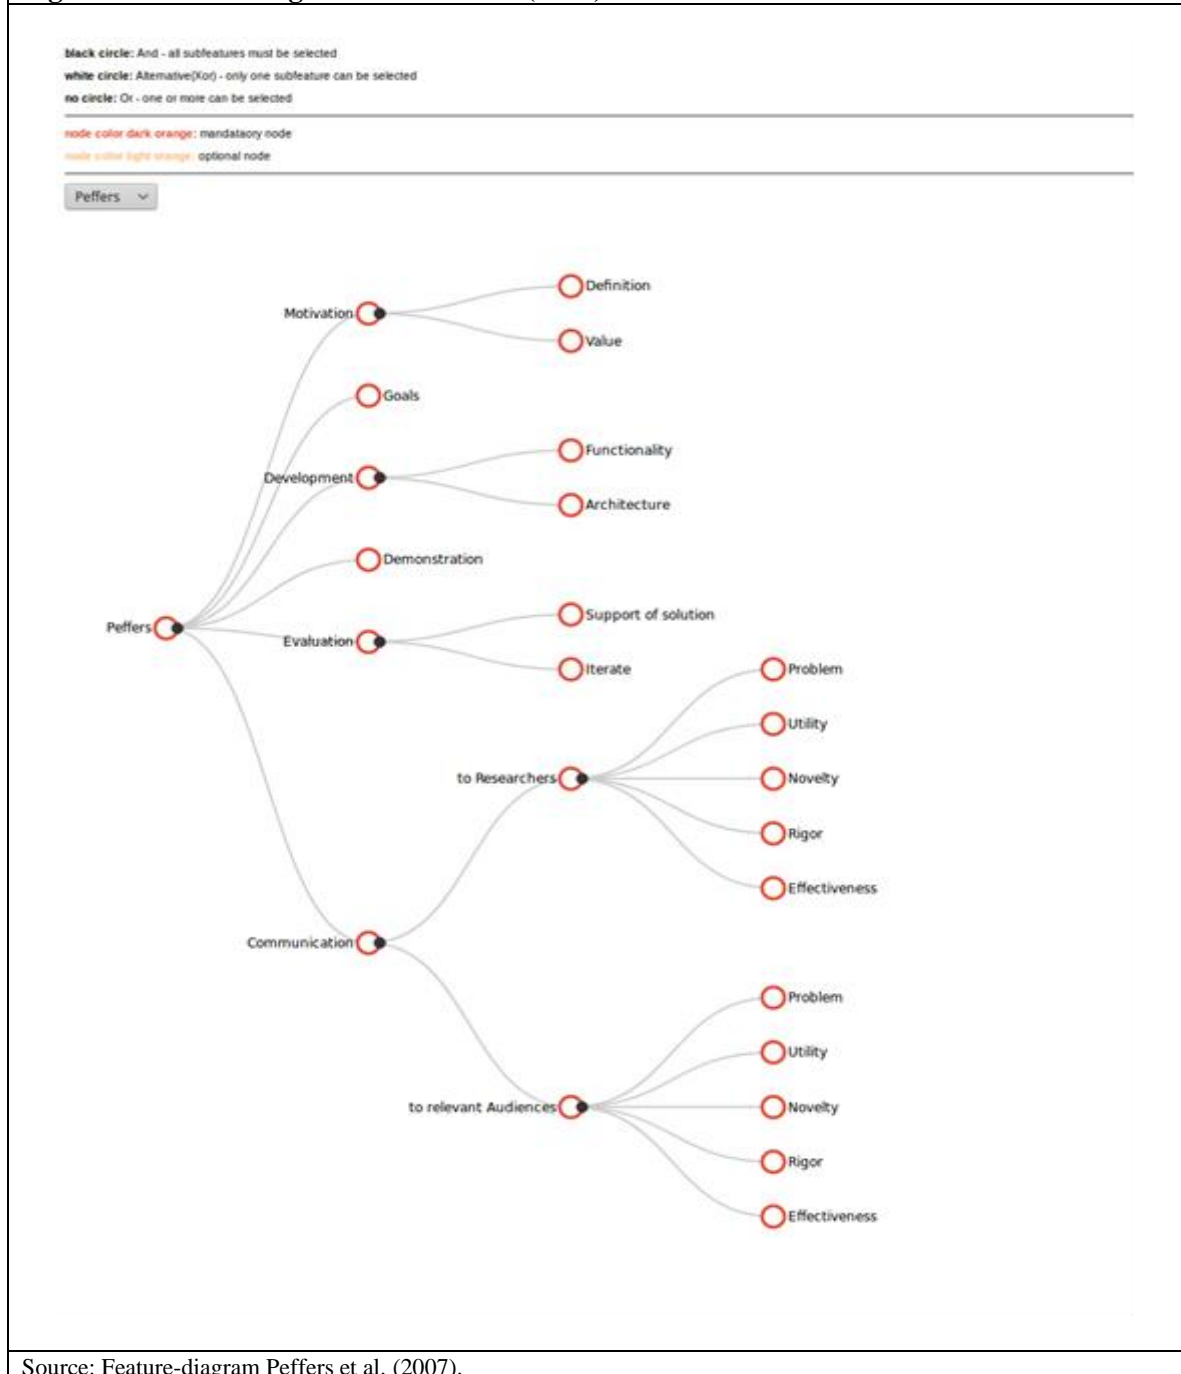 black circle: And - all subfeatures must be selected
white circle: Alternative(Xor) - only one subfeature can be selected
no circle: Or - one or more can be selected
node color dark orange: mandataory node
node color light orange: optional node
Peffers
Definition
Motivation
Value
Goals
Functionality
Development
Architecture
Demonstration
Support of solution
Peffers
Evaluation
Iterate
Problem
Utility
to Researchers
Novelty
Rigor
Effectiveness
Communication
Problem
Utility
to relevant Audiences
Novelty
Rigor
Effectiveness
Source: Feature-diagram Peffers et al. (2007).